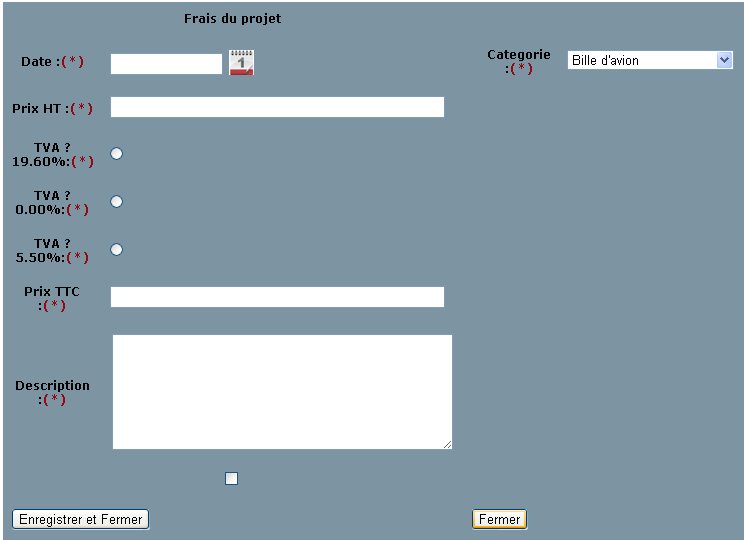 Frais du projet
Date :(*)
1
Categorie
:(*)
Bille d'avion
Prix HT :(*)
TVA ?
19.60%:(*)
TVA ?
0.00%:(*)
TVA ?
5.50%:(*)
Prix TTC
:(*)
Description
:(*)
Enregistrer et Fermer
Fermer